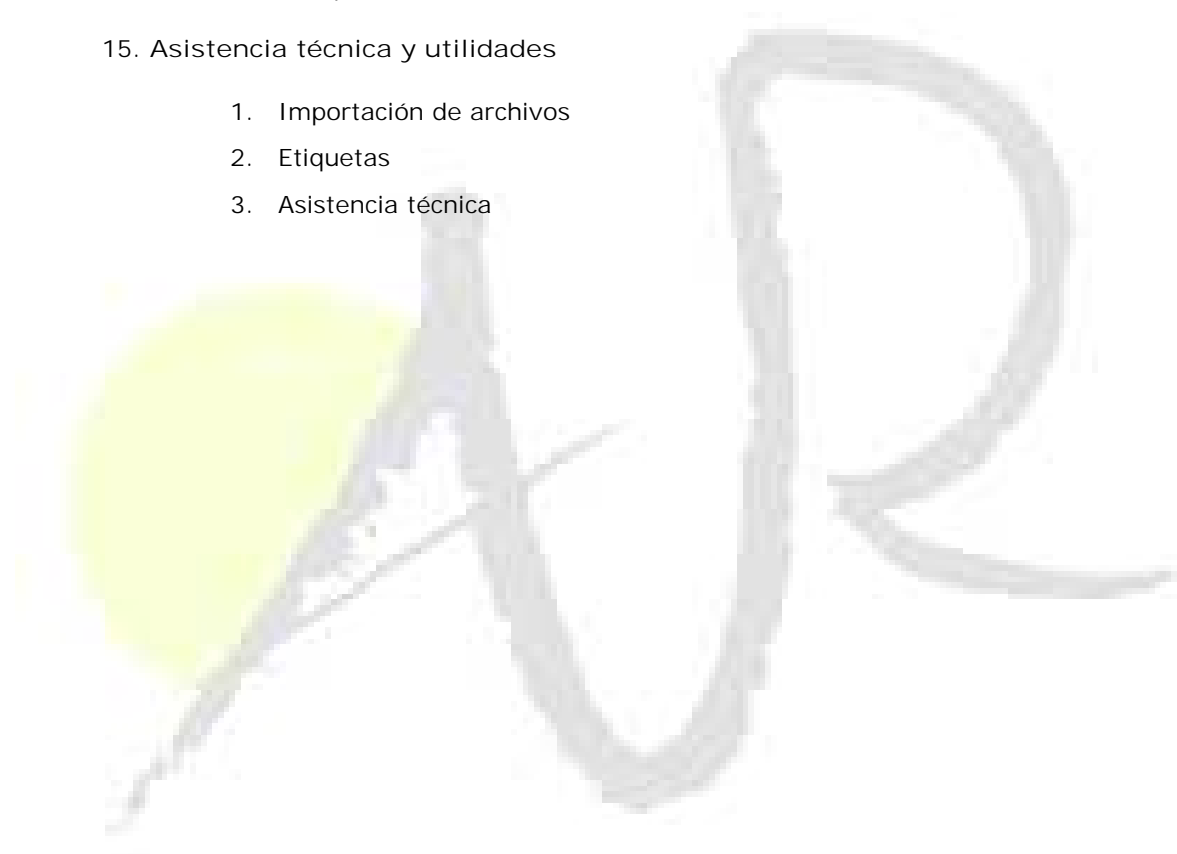 15. Asistencia técnica y utilidades
1. Importación de archivos
2. Etiquetas
3. Asistencia técnica